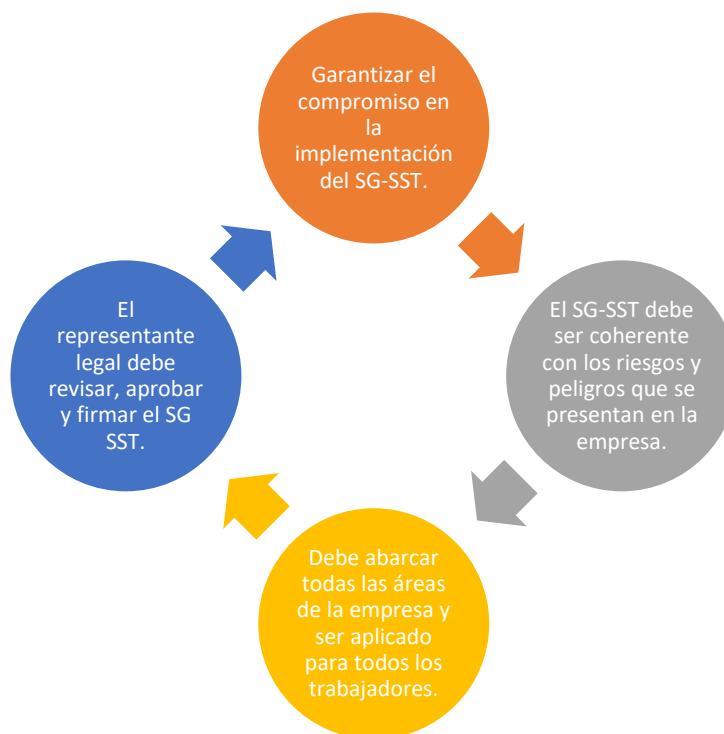 Garantizar el
compromiso en
la
implementación
del SG-SST.
El SG-SST debe
ser coherente
con los riesgos y
peligros que se
presentan en la
empresa.
Debe abarcar
todas las áreas
de la empresa y
ser aplicado
para todos los
trabajadores.
El
representante
legal debe
revisar, aprobar
y firmar el SG
SST.